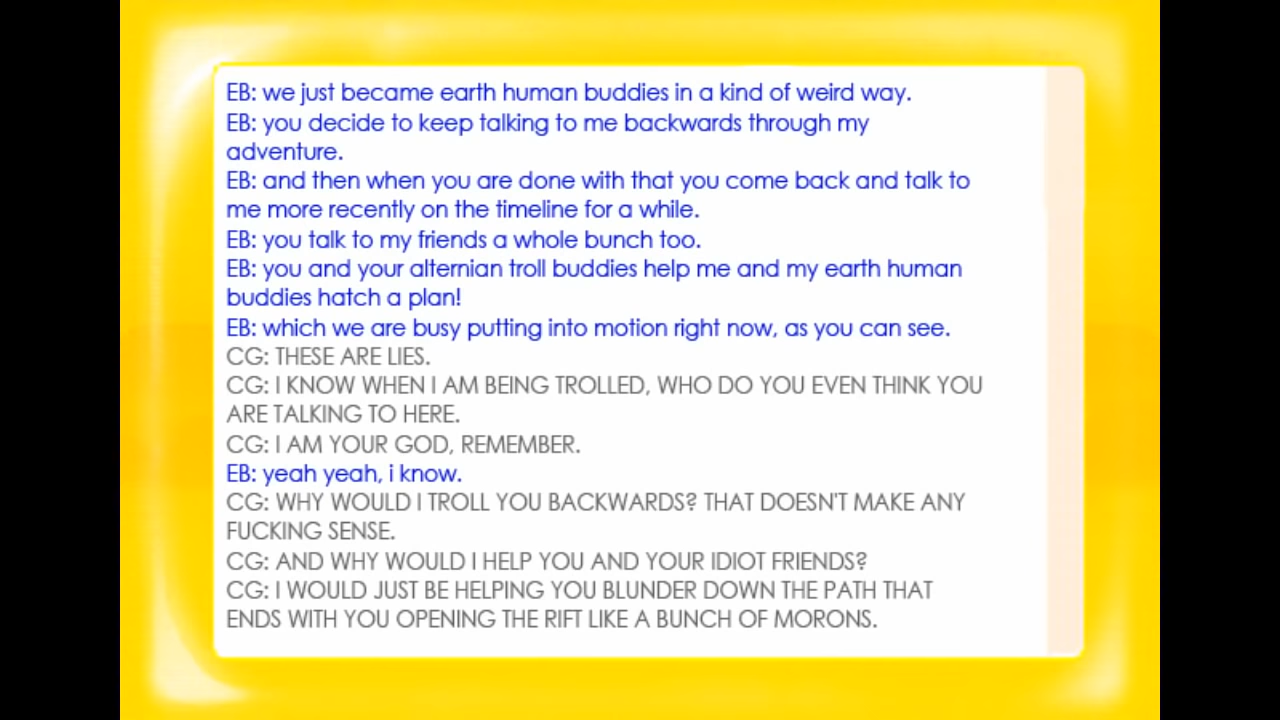 EB: we just became earth human buddies in a kind of weird way.
EB: you decide to keep talking to me backwards through my
adventure.
EB: and then when you are done with that you come back and talk to
me more recently on the timeline for a while.
EB: you talk to my friends a whole bunch too.
EB: you and your alternian troll buddies help me and my earth human
buddies hatch a plan!
EB: which we are busy putting into motion right now, as you can see.
CG: THESE ARE LIES.
CG: I KNOW WHEN I AM BEING TROLLED, WHO DO YOU EVEN THINK YOU
ARE TALKING TO HERE.
CG: I AM YOUR GOD, REMEMBER.
EB: yeah yeah, i know.
CG: WHY WOULD I TROLL YOU BACKWARDS? THAT DOESN'T MAKE ANY
FUCKING SENSE.
CG: AND WHY WOULD I HELP YOU AND YOUR IDIOT FRIENDS?
CG: I WOULD JUST BE HELPING YOU BLUNDER DOWN THE PATH THAT
ENDS WITH YOU OPENING THE RIFT LIKE A BUNCH OF MORONS.